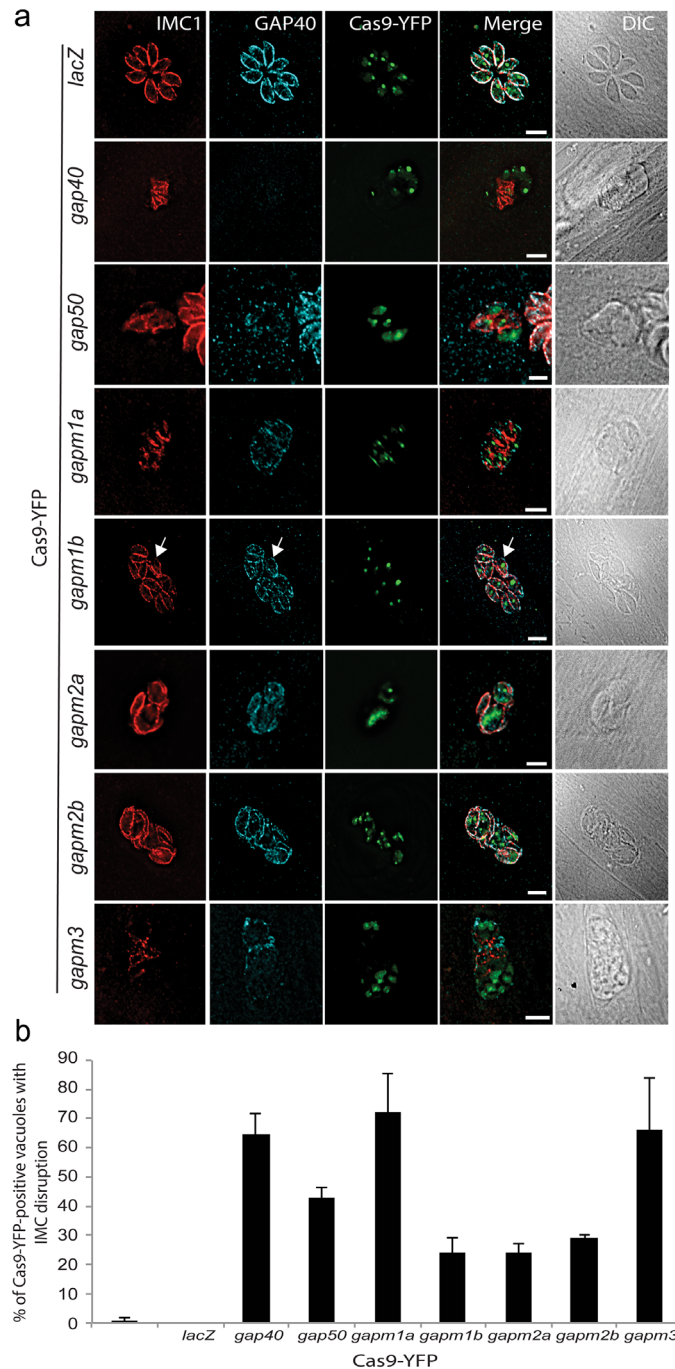 a
IMC1 GAP40 Cas9-YFP Merge DIC
lacZ
gap40
gap50
gapm1a
gapm1b
gapm2a
gapm2b
gapm3
Cas9-YFP
b
% of Cas9-YFP-positive vacuoles with
IMC disruption
90
80
70
60
50
40
30
20
10
0
lacZ gap40 gap50 gapm1a gapm1b gapm2a gapm2b gapm3
Cas9-YFP